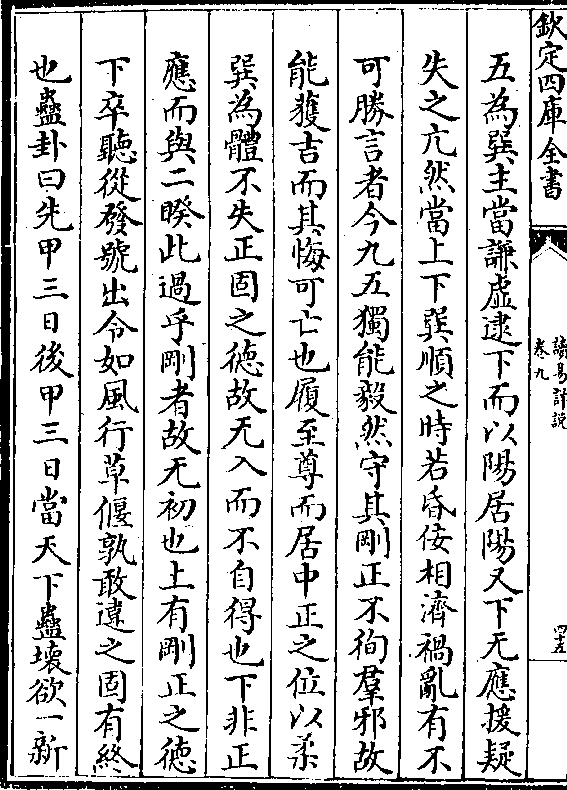 欽定四庫全書
讀易詳說
卷九
四十五
五為巽主當謙虛逮下而以陽居陽又下无應援疑
失之亢然當上下巽順之時若昏佞相濟禍亂有不
可勝言者今九五獨能毅然守其剛正不徇羣邪故
能獲吉而其悔可亡也履至尊而居中正之位以柔
巽為體不失正固之德故无入而不自得也下非正
應而與二暌此過乎剛者故无初也上有剛正之德
下卒聽從發號出令如風行草偃孰敢違之固有終
也蠱卦曰先甲三日後甲三日當天下蠱壞欲一新